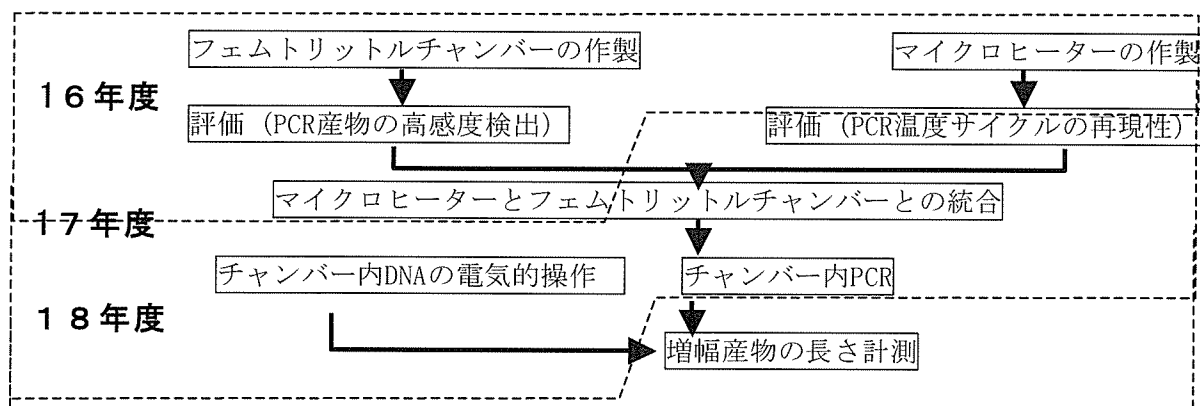 フェムトリットルチャンバーの作製
マイクロヒーターの作製
16年度
評価（PCR産物の高感度検出）
評価（PCR温度サイクルの再現性）
マイクロヒーターとフェムトリットルチャンバーとの統合
17年度
チャンバー内DNAの電気的操作
チャンバー内PCR
18年度
増幅産物の長さ計測